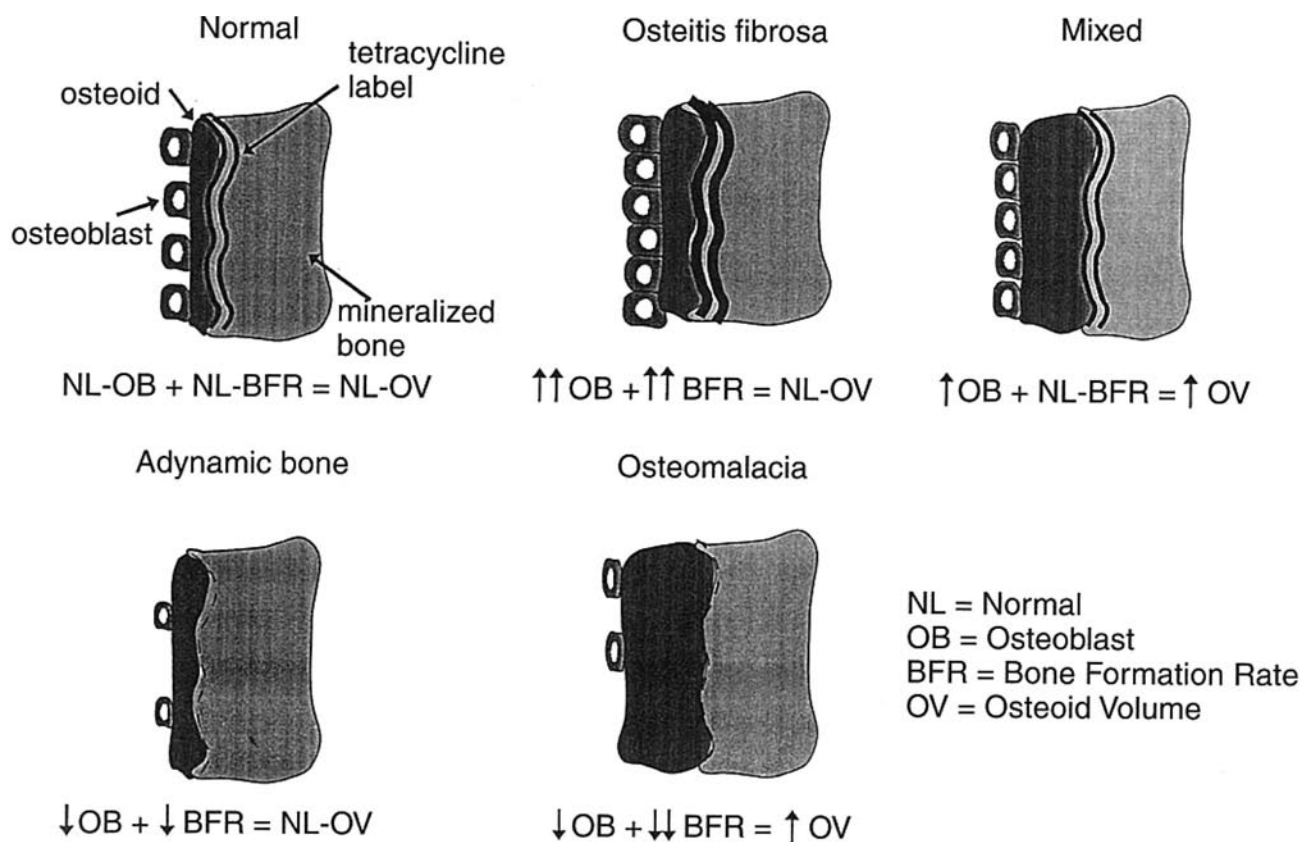 Normal
Osteitis fibrosa
Mixed
tetracycline
label
osteoid
osteoblast
mineralized
bone
NL-OB + NL-BFR = NL-OV
↑↑OB + ↑↑ BFR = NL-OV
↑OB + NL-BFR = ↑ OV
Adynamic bone
Osteomalacia
NL = Normal
OB = Osteoblast
BFR = Bone Formation Rate
OV = Osteoid Volume
↓OB + ↓ BFR = NL-OV
↓OB + ↓↓ BFR = ↑ OV